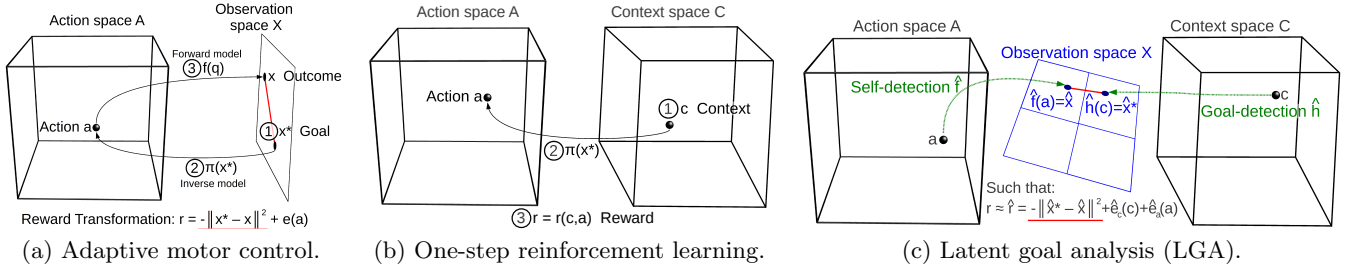 Action space A
Observation
space X
Forward model
③ f(q)
x Outcome
Action a
① x* Goal
② π(x*)
Inverse model
Reward Transformation: r = -‖x* – x‖² + e(a)
(a) Adaptive motor control.
Action space A
Context space C
Action a
① c Context
② π(x*)
③ r = r(c,a) Reward
(b) One-step reinforcement learning.
Action space A
Context space C
Observation space X
Self-detection f̂
f̂(a)=x̂
ĥ(c)=x̂*
c
Goal-detection ĥ
a
Such that:
r ≈ r̂ = -‖x̂* – x̂‖²+ê_c(c)+ê_a(a)
(c) Latent goal analysis (LGA).